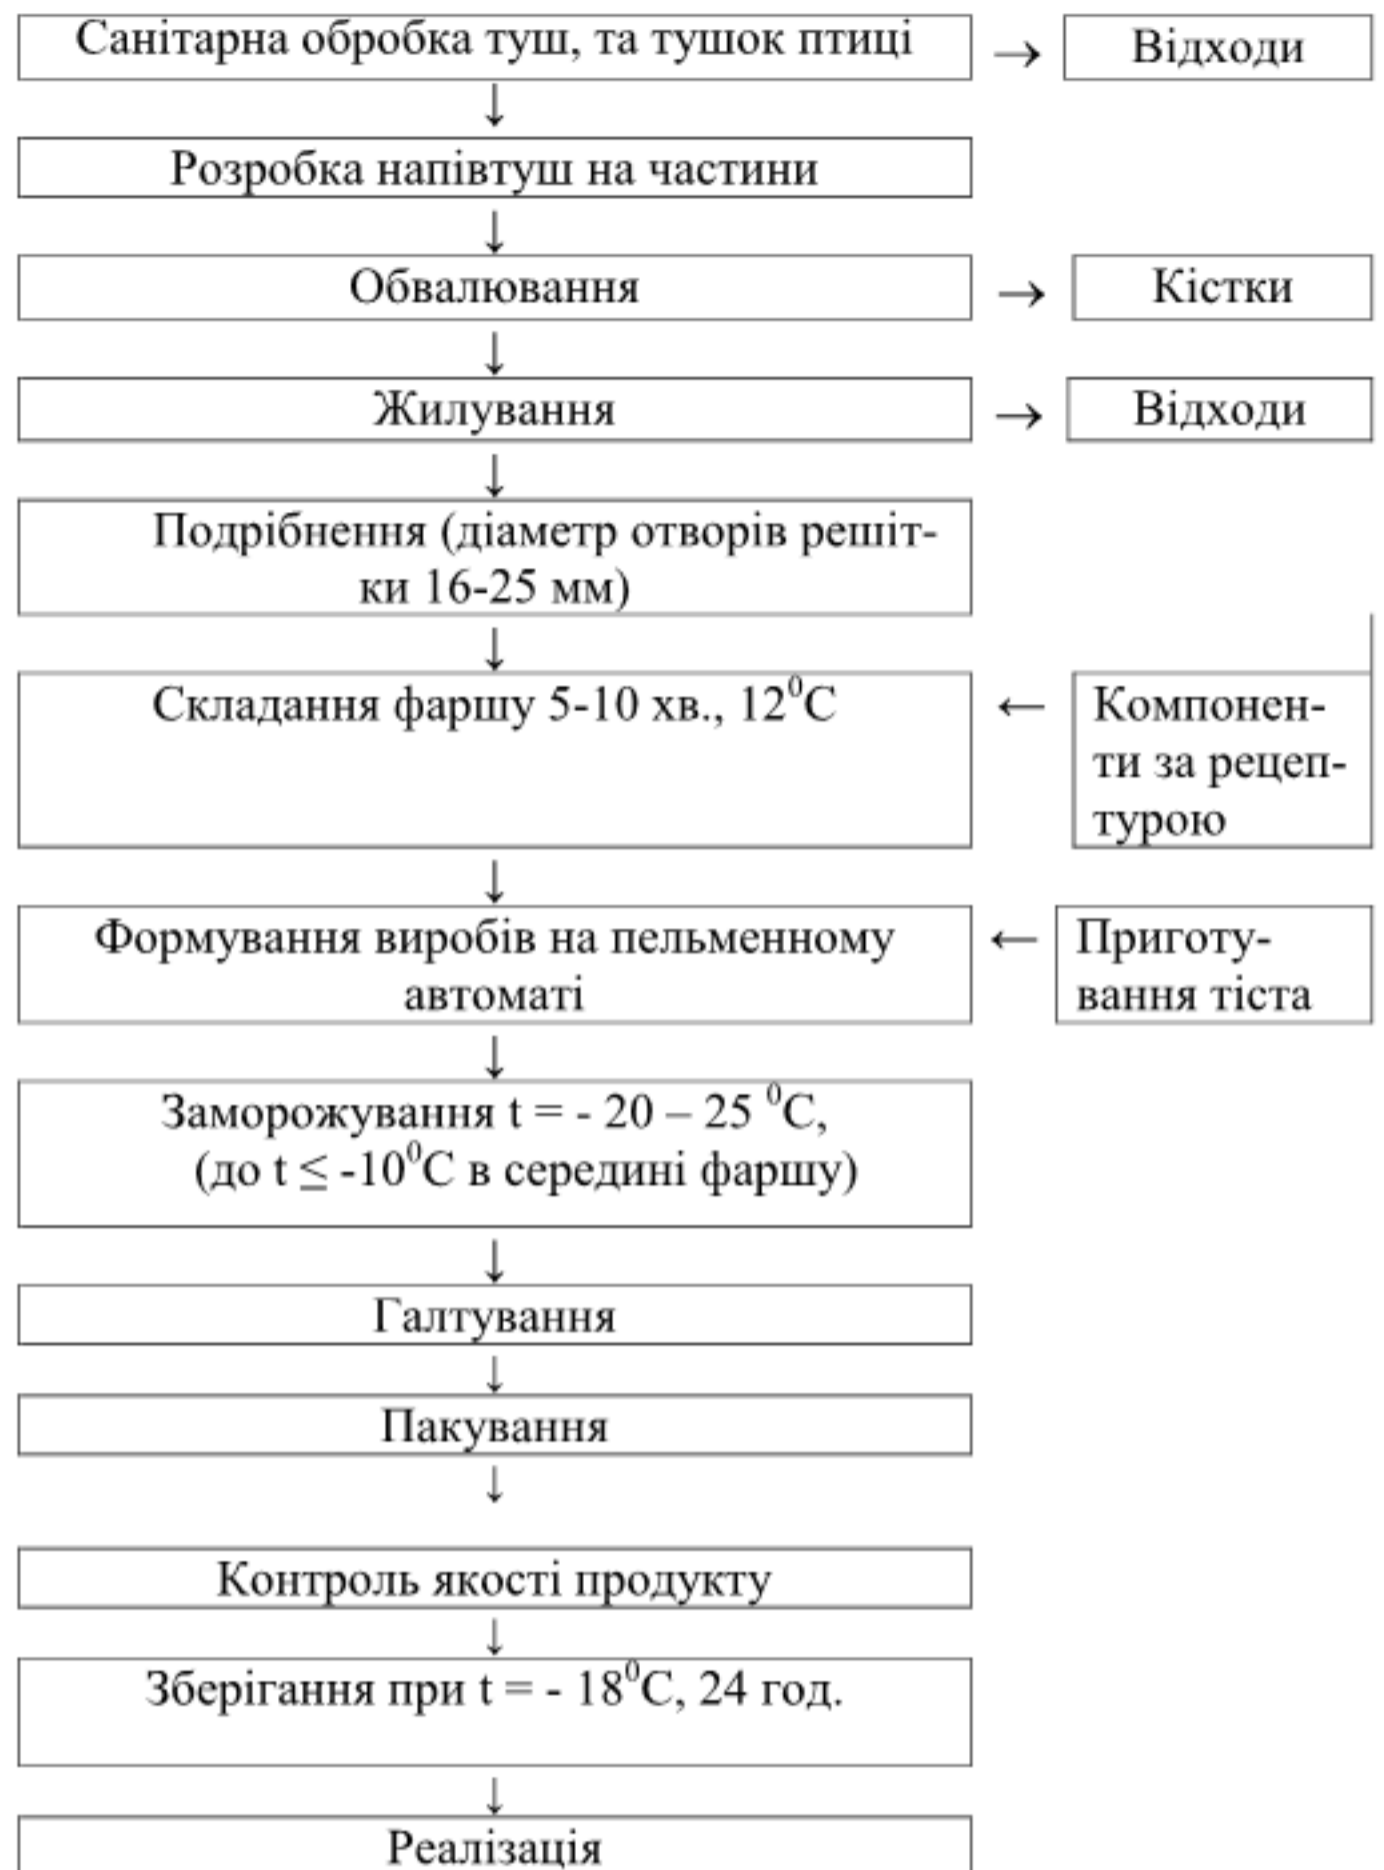 Санітарна обробка туш, та тушок птиці
→
Відходи
↓
Розробка напівтуш на частини
↓
Обвалювання
→
Кістки
↓
Жилування
→
Відходи
↓
Подрібнення (діаметр отворів решіт-
ки 16-25 мм)
↓
Складання фаршу 5-10 хв., 12⁰С
←
Компонен-
ти за рецеп-
турою
↓
Формування виробів на пельменному
автоматі
←
Приготу-
вання тіста
↓
Заморожування t = - 20 – 25 ⁰С,
(до t ≤ -10⁰С в середині фаршу)
↓
Галтування
↓
Пакування
↓
Контроль якості продукту
↓
Зберігання при t = - 18⁰С, 24 год.
↓
Реалізація